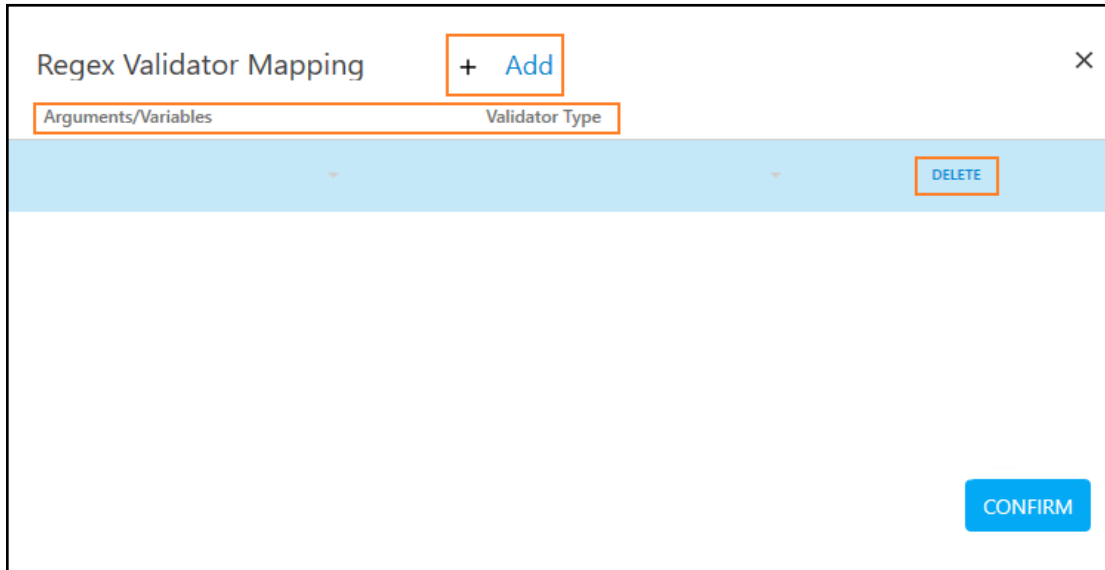 Regex Validator Mapping + Add ×
Arguments/Variables Validator Type
DELETE
CONFIRM